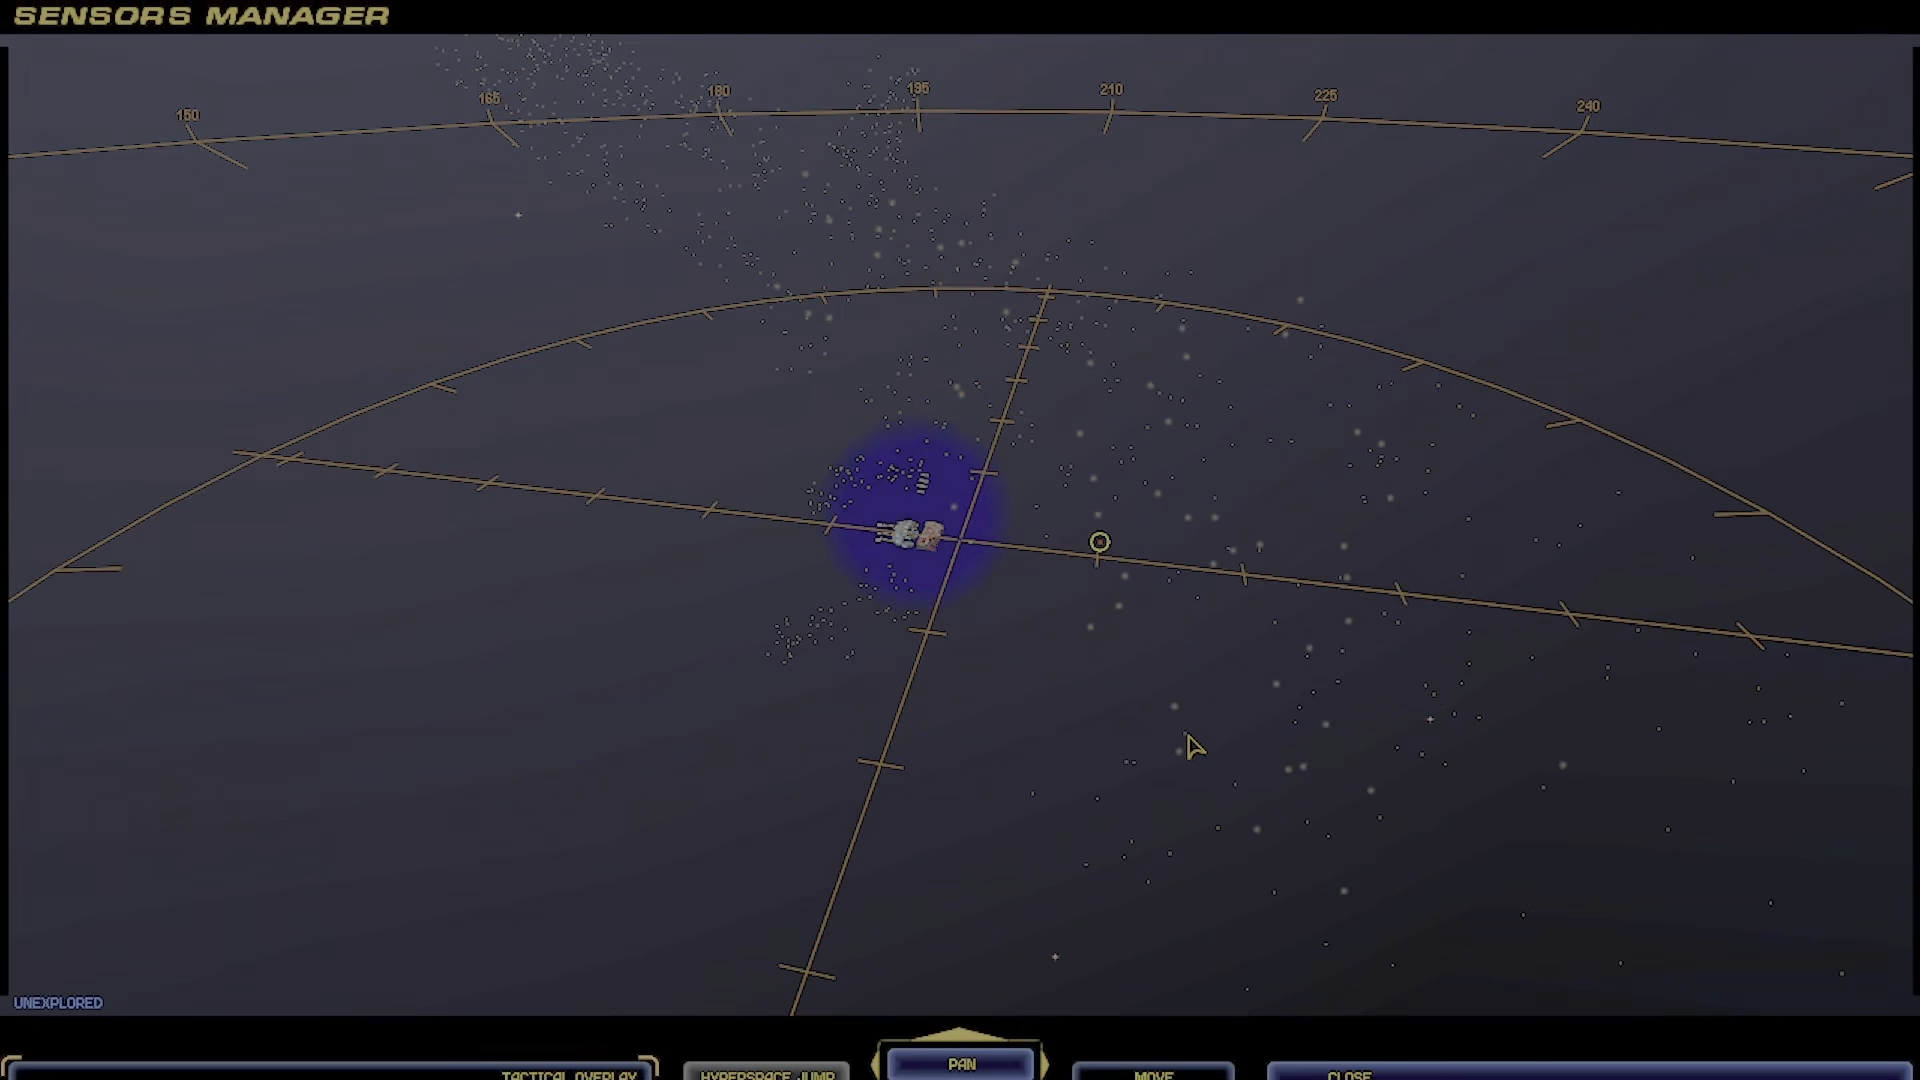 SENSORS MANAGER
150
165
180
195
210
225
240
UNEXPLORED
TACTICAL OVERLAY
HYPERSPACE JUMP
PAN
MOVE
CLOSE